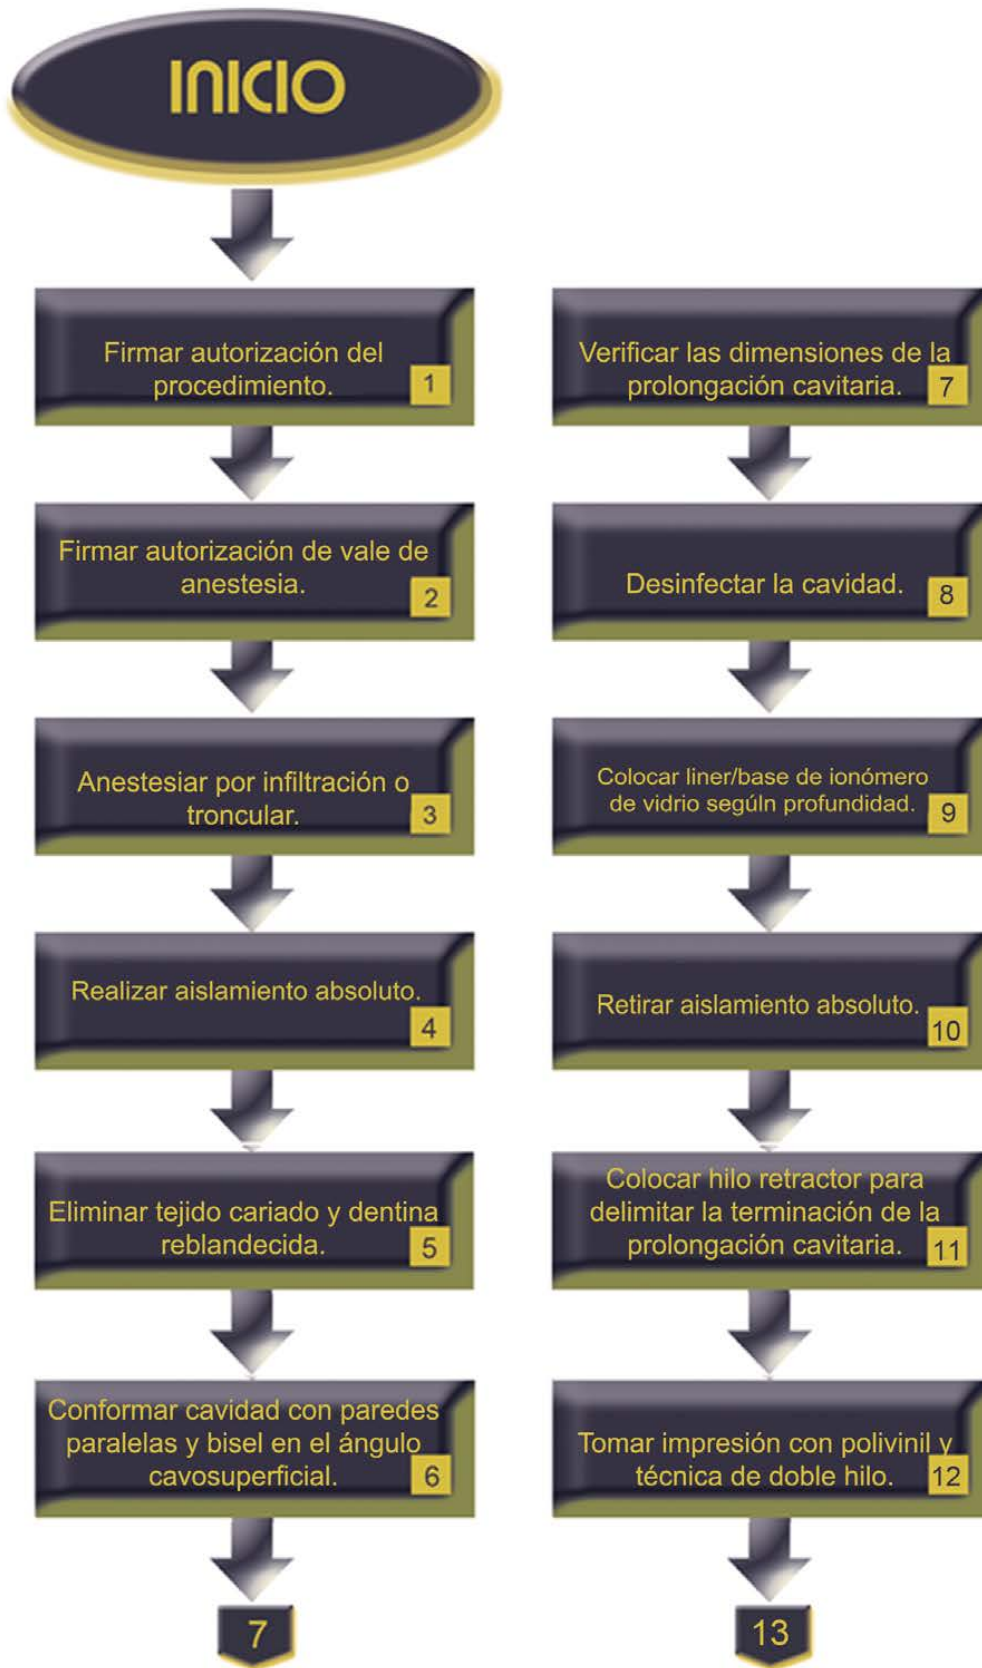 INICIO
Firmar autorización del
procedimiento.
1
Firmar autorización de vale de
anestesia.
2
Anestesiar por infiltración o
troncular.
3
Realizar aislamiento absoluto.
4
Eliminar tejido cariado y dentina
reblandecida.
5
Conformar cavidad con paredes
paralelas y bisel en el ángulo
cavosuperficial.
6
7
Verificar las dimensiones de la
prolongación cavitaria.
7
Desinfectar la cavidad.
8
Colocar liner/base de ionómero
de vidrio segúln profundidad.
9
Retirar aislamiento absoluto.
10
Colocar hilo retractor para
delimitar la terminación de la
prolongación cavitaria.
11
Tomar impresión con polivinil y
técnica de doble hilo.
12
13